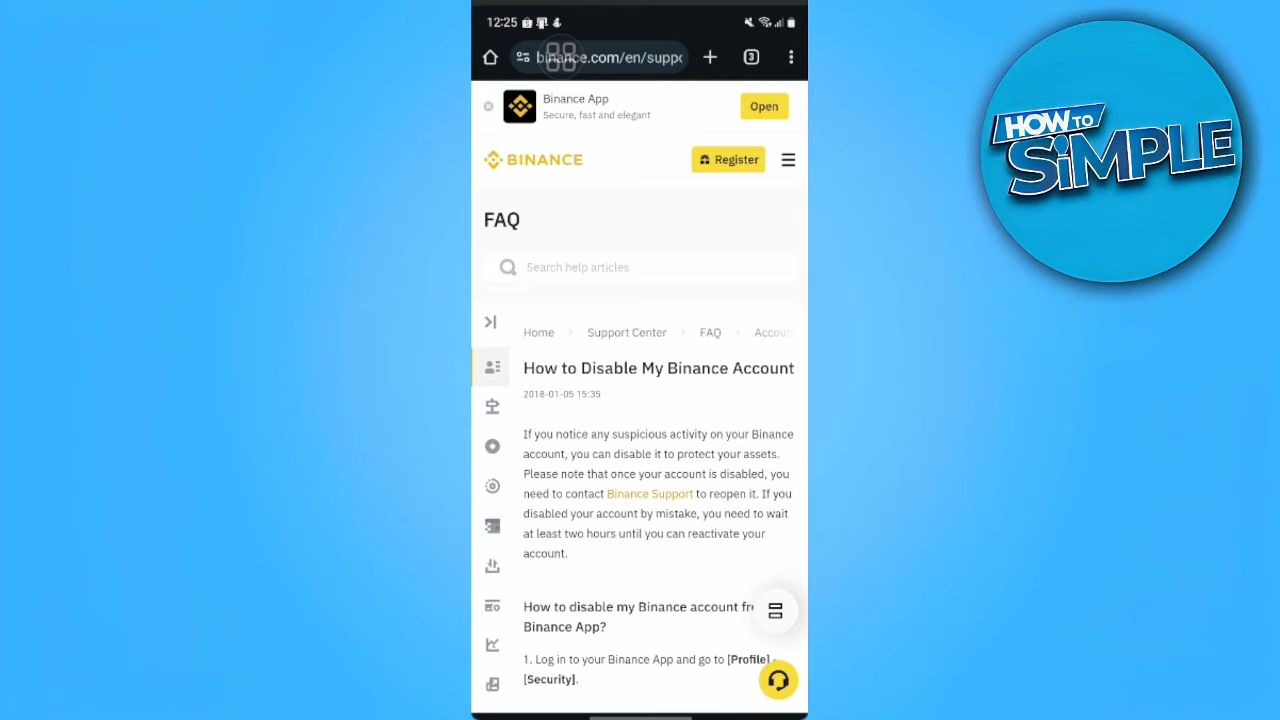 12:25
binance.com/en/suppo
3
Binance App
Secure, fast and elegant
Open
BINANCE
Register
FAQ
Search help articles
Home
Support Center
FAQ
Accoun
How to Disable My Binance Account
2018-01-05 15:35
If you notice any suspicious activity on your Binance
account, you can disable it to protect your assets.
Please note that once your account is disabled, you
need to contact Binance Support to reopen it. If you
disabled your account by mistake, you need to wait
at least two hours until you can reactivate your
account.
How to disable my Binance account fr
Binance App?
1. Log in to your Binance App and go to [Profile] -
[Security].
HOW TO
SiMPLE